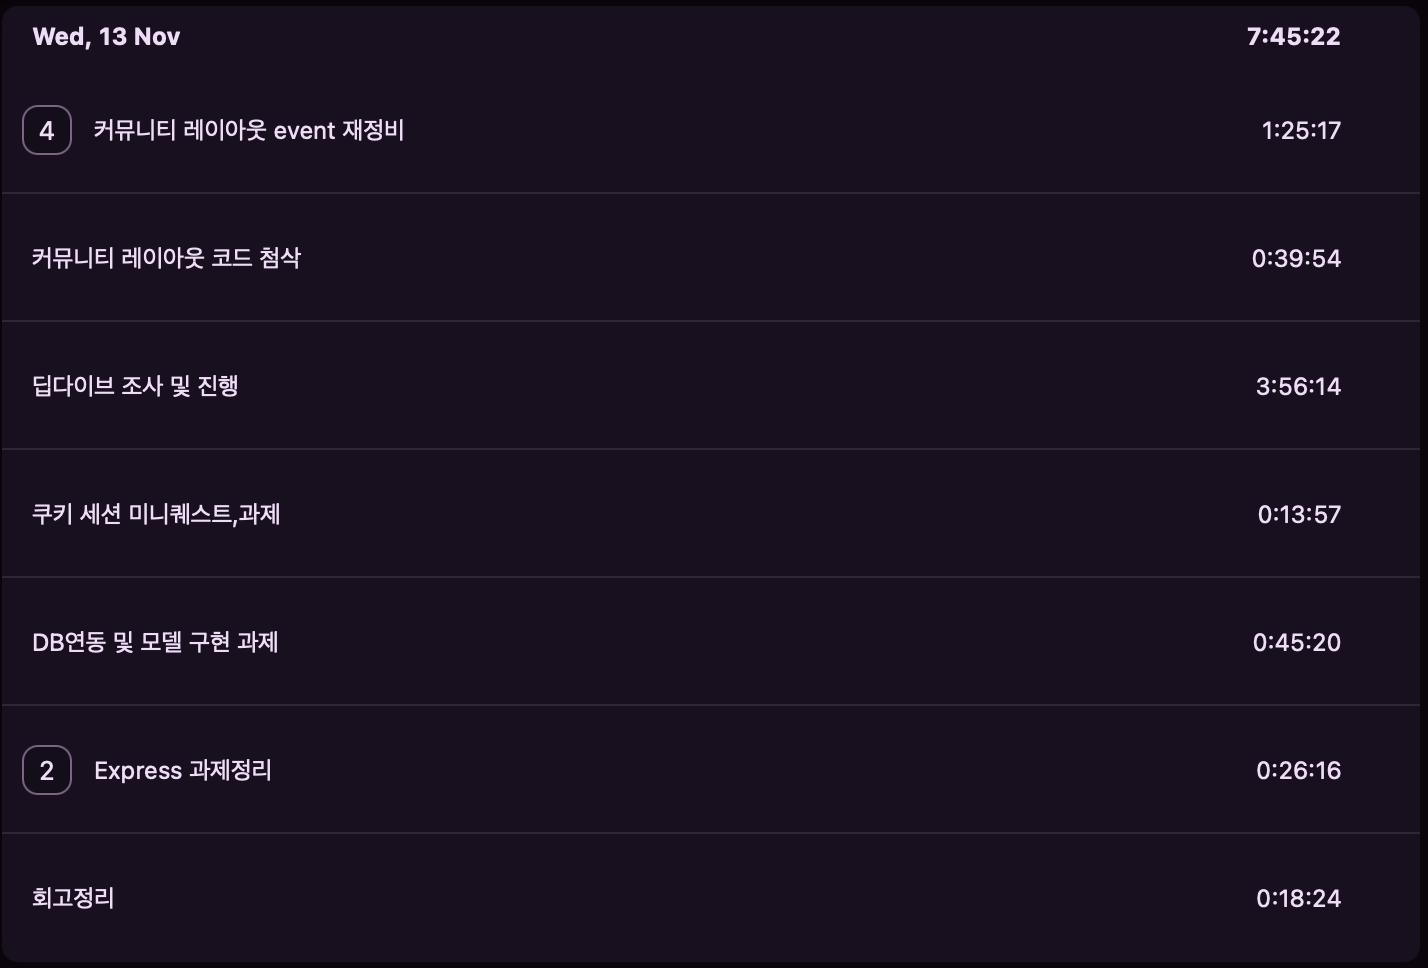 Wed, 13 Nov 7:45:22
4 커뮤니티 레이아웃 event 재정비 1:25:17
커뮤니티 레이아웃 코드 첨삭 0:39:54
딥다이브 조사 및 진행 3:56:14
쿠키 세션 미니퀘스트,과제 0:13:57
DB연동 및 모델 구현 과제 0:45:20
2 Express 과제정리 0:26:16
회고정리 0:18:24